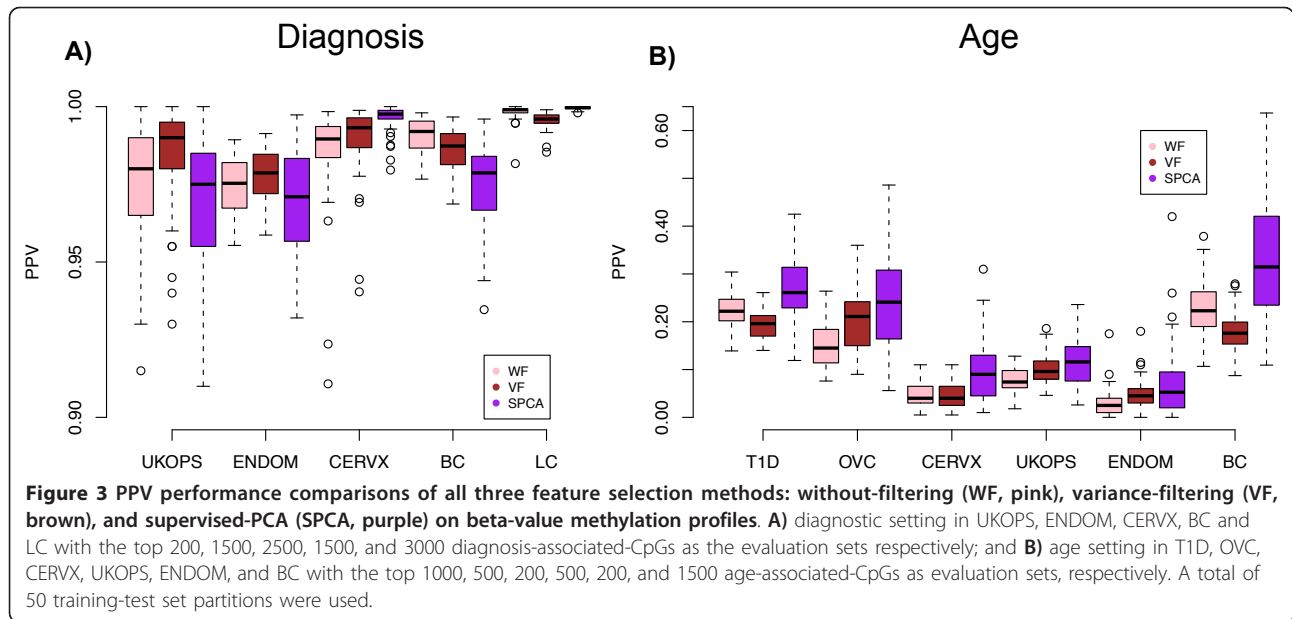 Diagnosis
Age
A)
B)
PPV
1.00
0.95
0.90
WF
VF
SPCA
UKOPS ENDOM CERVX BC LC
PPV
0.60
0.40
0.20
0.00
WF
VF
SPCA
T1D OVC CERVX UKOPS ENDOM BC
Figure 3 PPV performance comparisons of all three feature selection methods: without-filtering (WF, pink), variance-filtering (VF,
brown), and supervised-PCA (SPCA, purple) on beta-value methylation profiles. A) diagnostic setting in UKOPS, ENDOM, CERVX, BC and
LC with the top 200, 1500, 2500, 1500, and 3000 diagnosis-associated-CpGs as the evaluation sets respectively; and B) age setting in T1D, OVC,
CERVX, UKOPS, ENDOM, and BC with the top 1000, 500, 200, 500, 200, and 1500 age-associated-CpGs as evaluation sets, respectively. A total of
50 training-test set partitions were used.